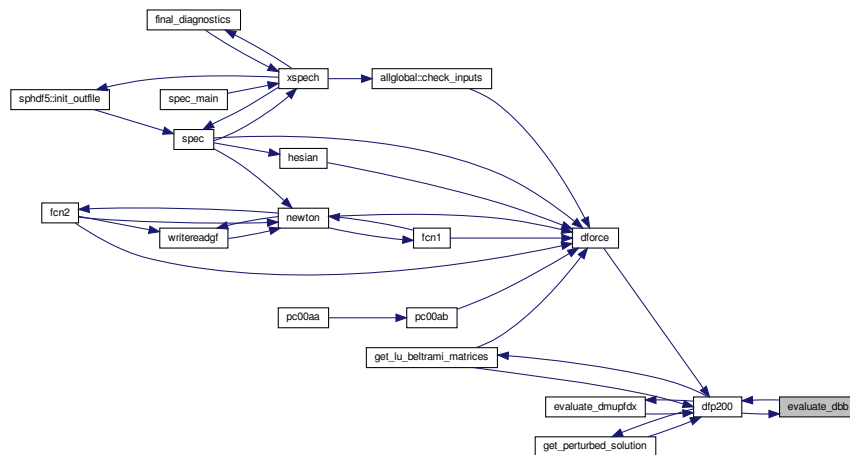 final_diagnostics
xspech
allglobal::check_inputs
sphdf5::init_outfile
spec_main
spec
hesian
fcn2
newton
writereadgf
fcn1
dforce
pc00aa
pc00ab
get_lu_beltrami_matrices
evaluate_dmupfdx
dfp200
evaluate_dbb
get_perturbed_solution